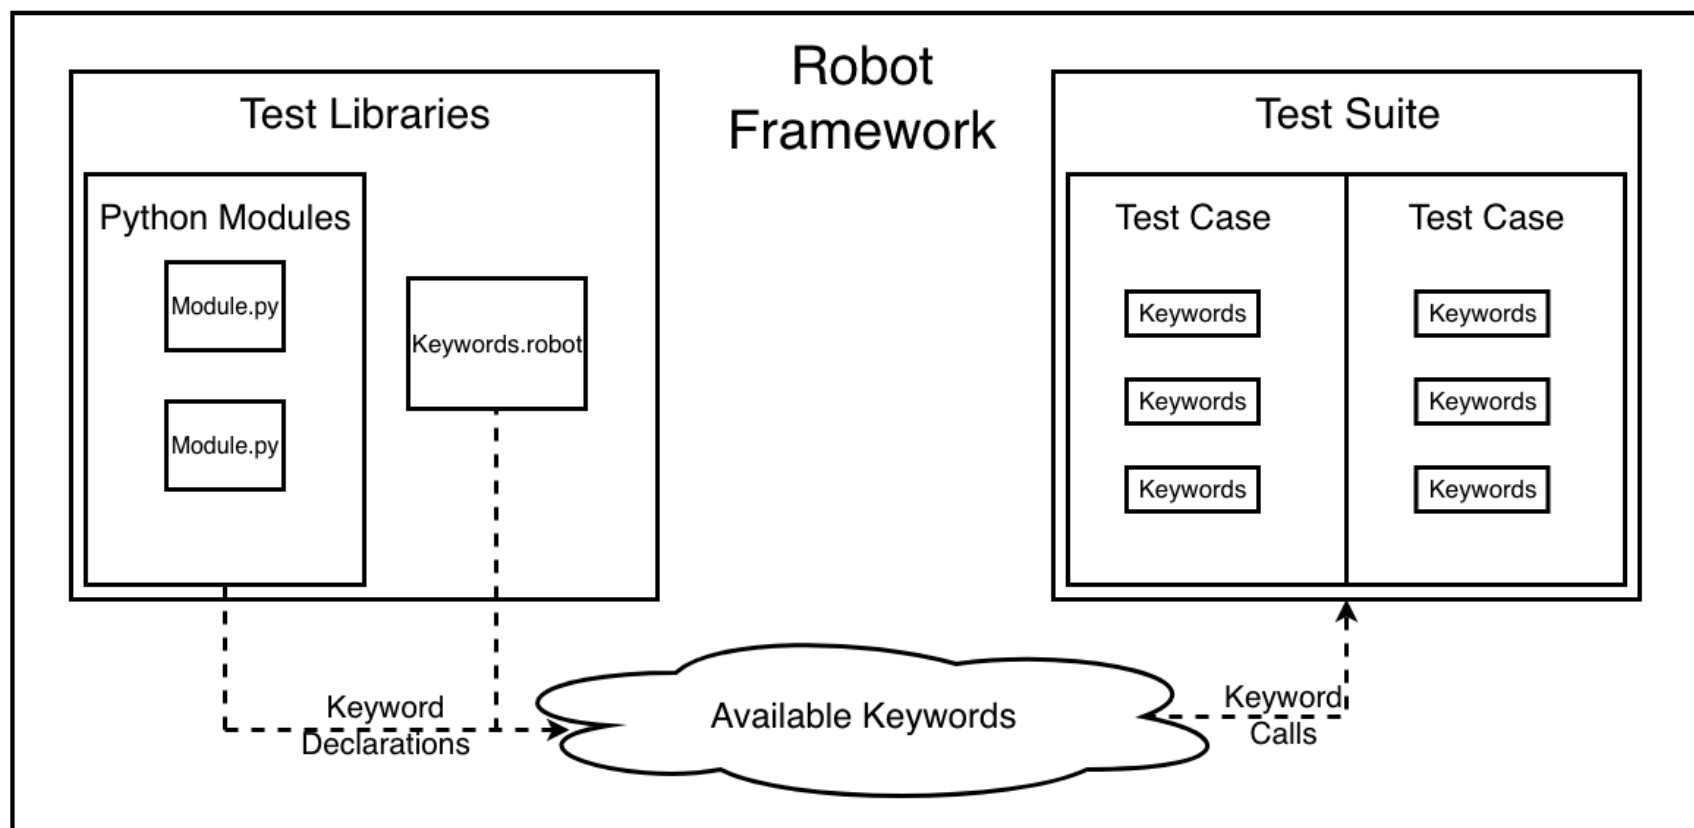 Robot
Framework
Test Libraries
Python Modules
Module.py
Module.py
Keywords.robot
Test Suite
Test Case
Keywords
Keywords
Keywords
Test Case
Keywords
Keywords
Keywords
Keyword
Declarations
Available Keywords
Keyword
Calls